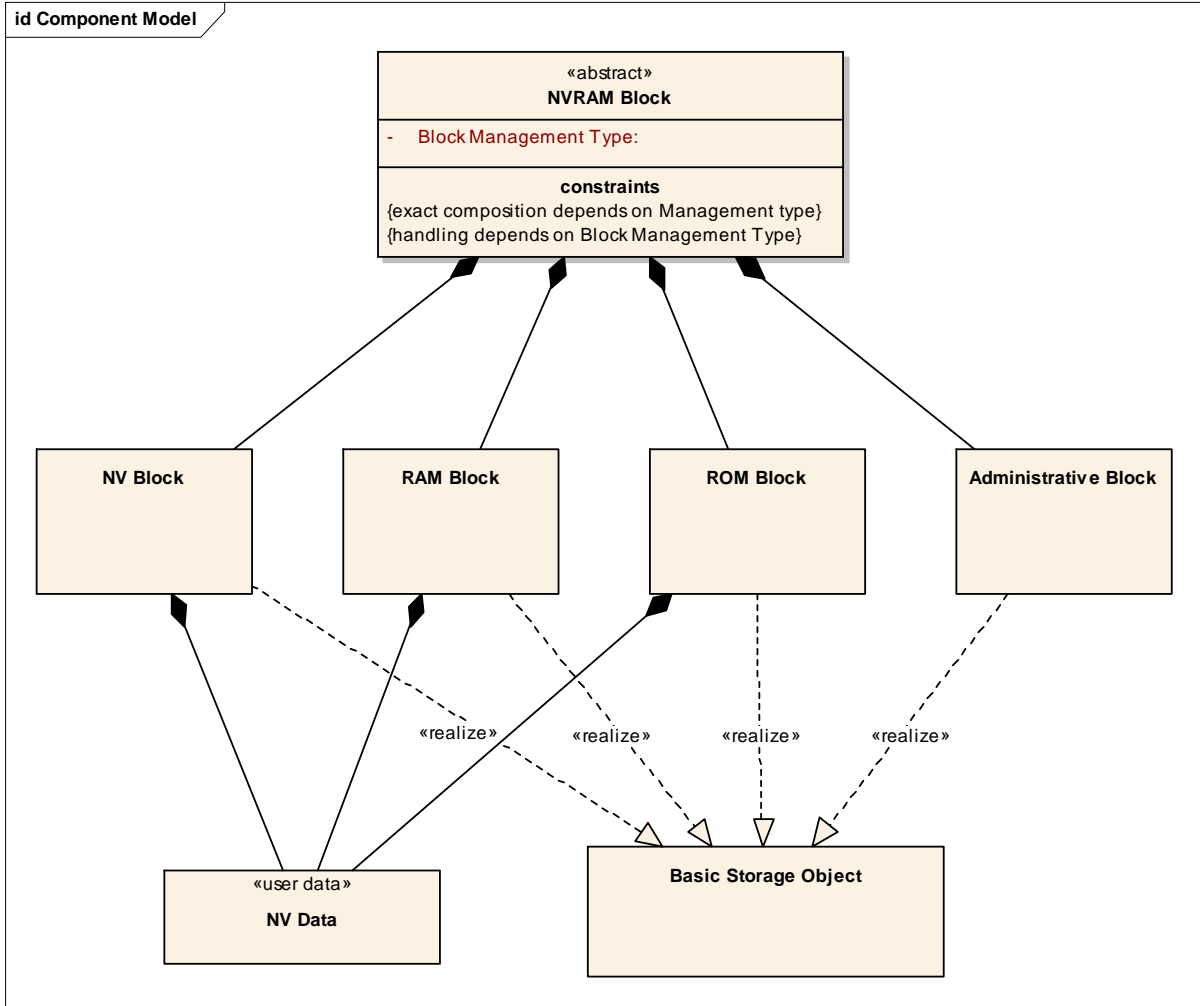 id Component Model
«abstract»
NVRAM Block
- Block Management Type:
constraints
{exact composition depends on Management type}
{handling depends on Block Management Type}
NV Block
RAM Block
ROM Block
Administrative Block
«realize»
«realize»
«realize»
«realize»
«user data»
NV Data
Basic Storage Object